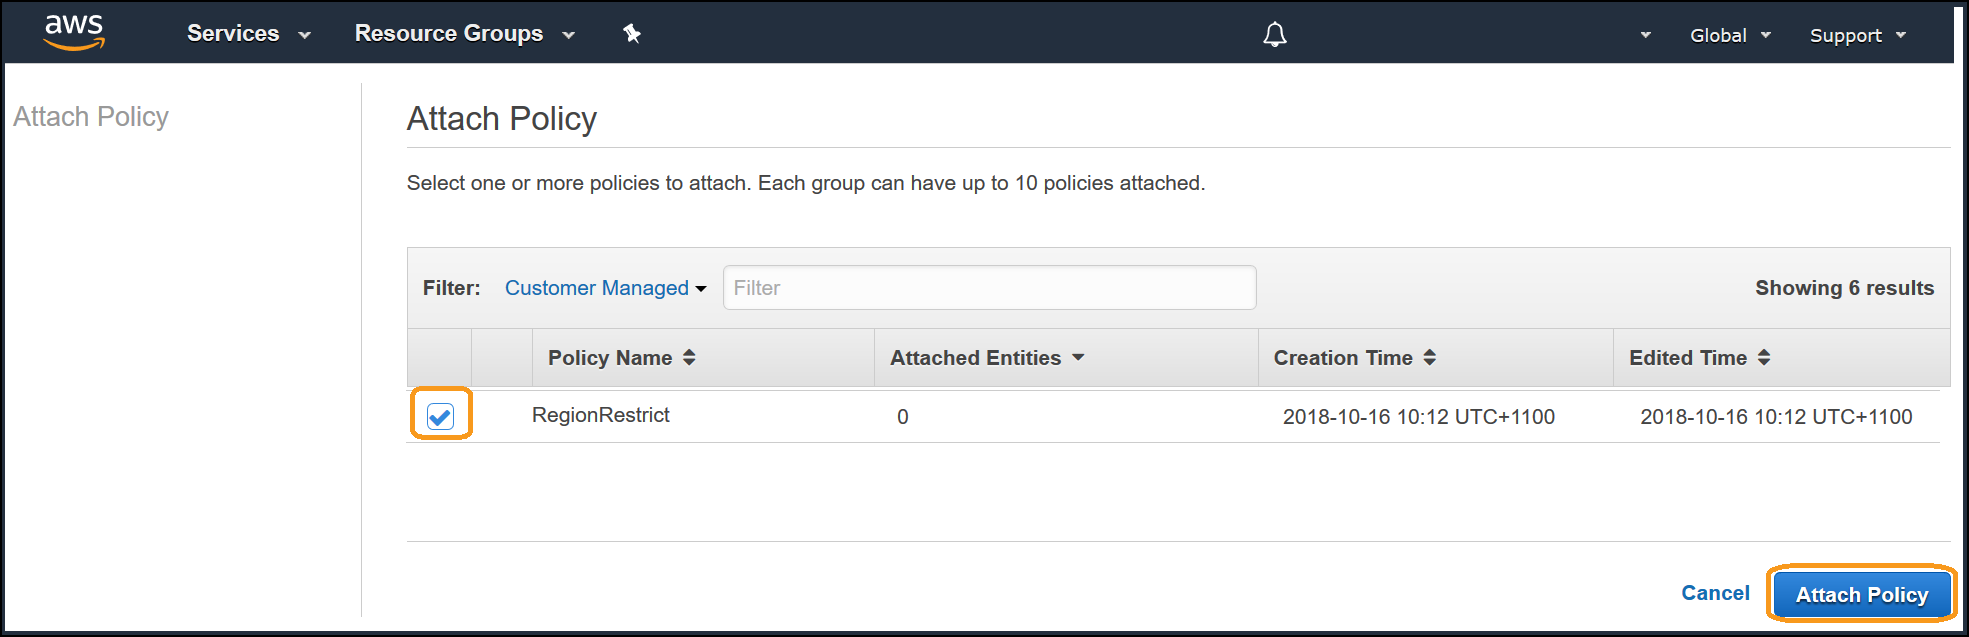 aws Services Resource Groups Global Support
Attach Policy
Attach Policy
Select one or more policies to attach. Each group can have up to 10 policies attached.
Filter: Customer Managed Filter Showing 6 results
Policy Name Attached Entities Creation Time Edited Time
RegionRestrict 0 2018-10-16 10:12 UTC+1100 2018-10-16 10:12 UTC+1100
Cancel Attach Policy